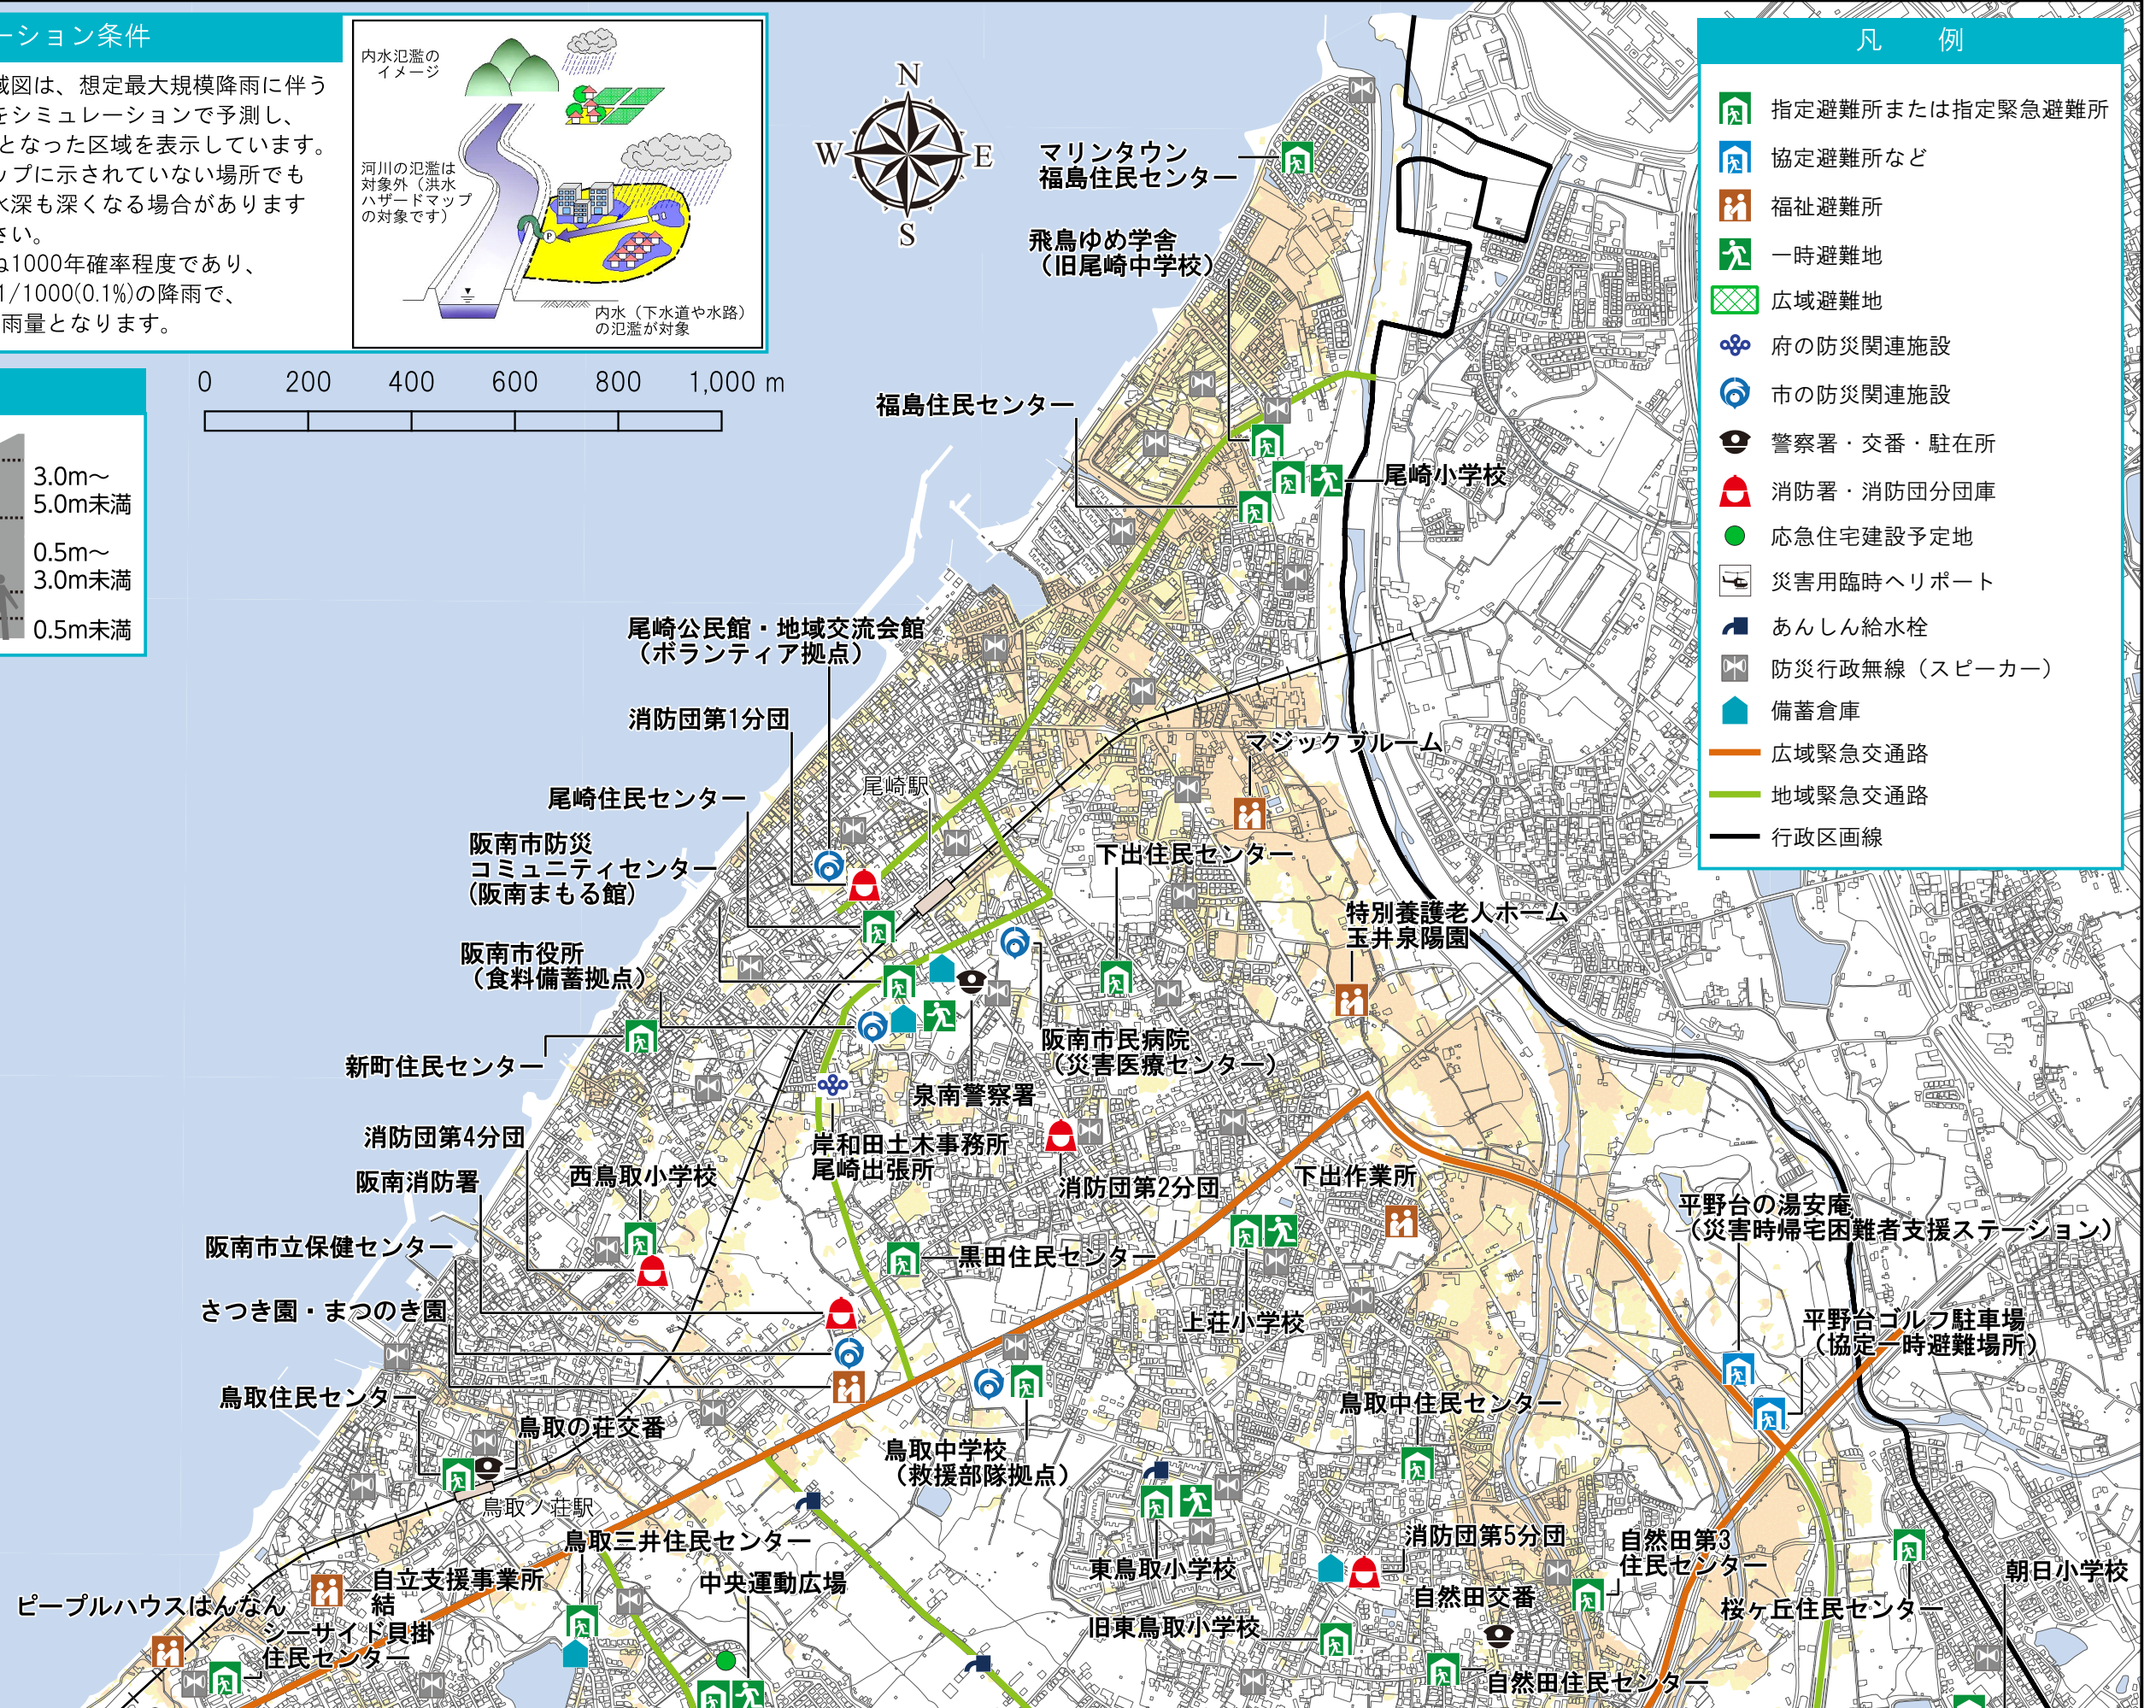 ーション条件
域図は、想定最大規模降雨に伴う
をシミュレーションで予測し、
となった区域を表示しています。
ップに示されていない場所でも
水深も深くなる場合があります
さい。
ね1000年確率程度であり、
1/1000(0.1%)の降雨で、
雨量となります。
内水氾濫の
イメージ
河川の氾濫は
対象外（洪水
ハザードマップ
の対象です）
P
内水（下水道や水路）
の氾濫が対象
0 200 400 600 800 1,000 m
3.0m～
5.0m未満
0.5m～
3.0m未満
0.5m未満
N
W
E
S
凡 例
指定避難所または指定緊急避難所
協定避難所など
福祉避難所
一時避難地
広域避難地
府の防災関連施設
市の防災関連施設
警察署・交番・駐在所
消防署・消防団分団庫
応急住宅建設予定地
災害用臨時ヘリポート
あんしん給水栓
防災行政無線（スピーカー）
備蓄倉庫
広域緊急交通路
地域緊急交通路
行政区画線
マリンタウン
福島住民センター
飛鳥ゆめ学舎
（旧尾崎中学校）
福島住民センター
尾崎小学校
尾崎公民館・地域交流会館
（ボランティア拠点）
消防団第1分団
尾崎駅
マジックブルーム
尾崎住民センター
阪南市防災
コミュニティセンター
(阪南まもる館)
下出住民センター
特別養護老人ホーム
玉井泉陽園
阪南市役所
（食料備蓄拠点）
新町住民センター
阪南市民病院
（災害医療センター）
泉南警察署
消防団第4分団
岸和田土木事務所
尾崎出張所
阪南消防署
西鳥取小学校
消防団第2分団
下出作業所
平野台の湯安庵
（災害時帰宅困難者支援ステーション）
阪南市立保健センター
黒田住民センター
さつき園・まつのき園
上荘小学校
平野台ゴルフ駐車場
（協定一時避難場所）
鳥取住民センター
鳥取の荘交番
鳥取中住民センター
鳥取中学校
（救援部隊拠点）
鳥取ノ荘駅
鳥取三井住民センター
消防団第5分団
自然田第3
住民センター
東鳥取小学校
朝日小学校
自立支援事業所
結
中央運動広場
自然田交番
ピープルハウスはんなん
桜ヶ丘住民センター
旧東鳥取小学校
シーサイド貝掛
住民センター
自然田住民センター